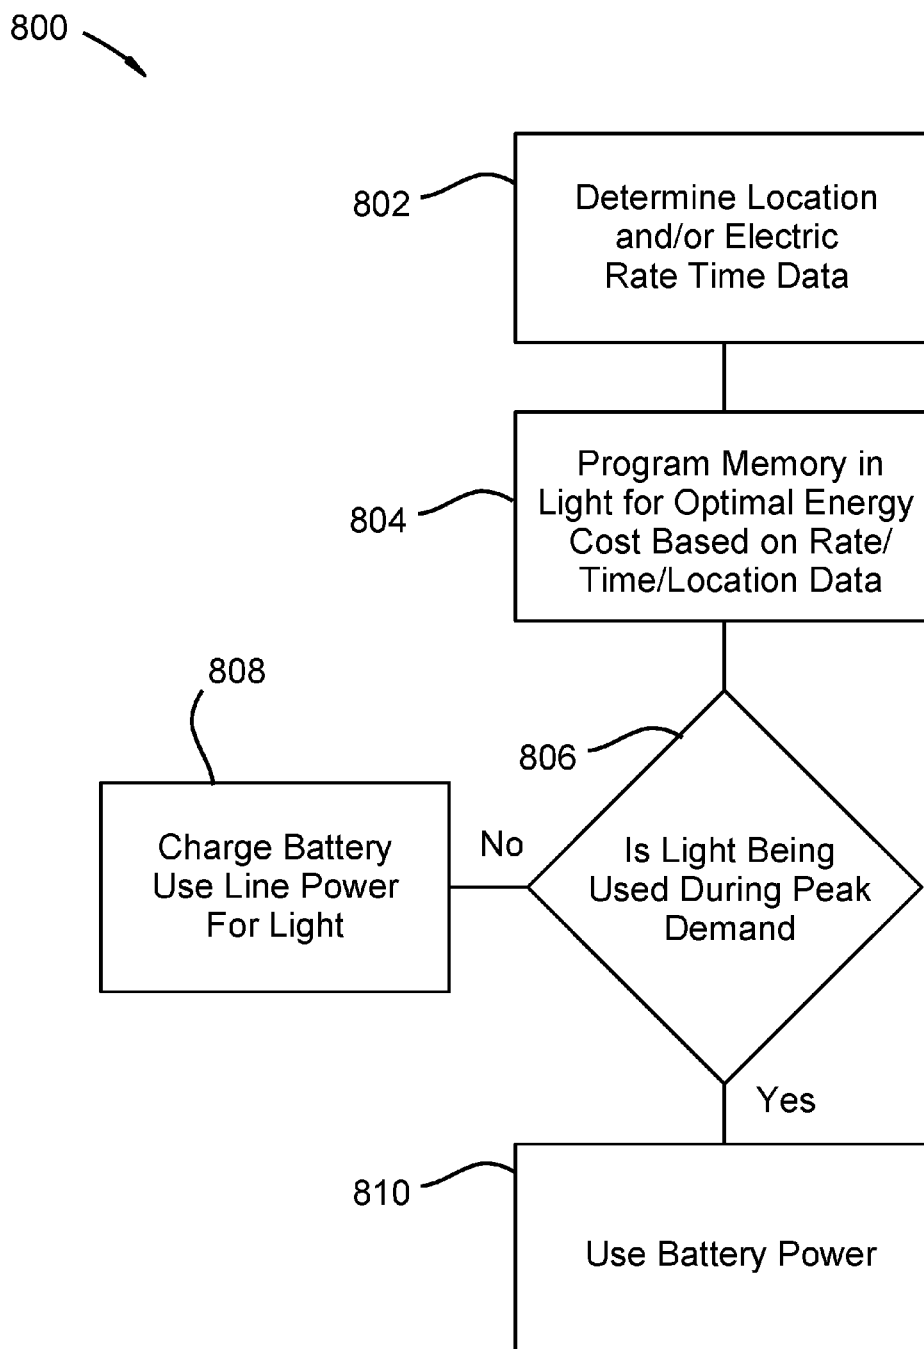 800
802
Determine Location
and/or Electric
Rate Time Data
804
Program Memory in
Light for Optimal Energy
Cost Based on Rate/
Time/Location Data
806
Is Light Being
Used During Peak
Demand
No
808
Charge Battery
Use Line Power
For Light
Yes
810
Use Battery Power